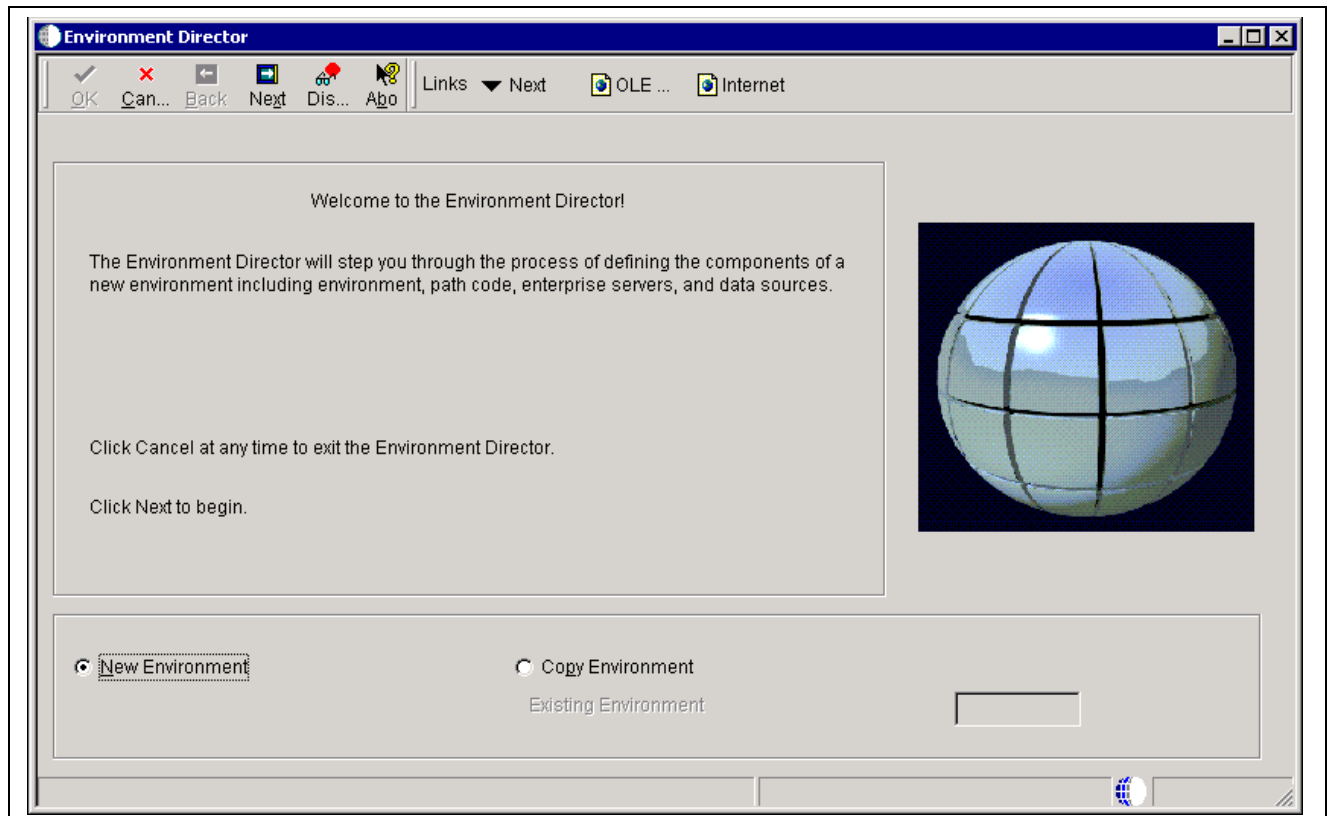 Environment Director
OK Can... Back Next Dis... Abo Links Next OLE ... Internet
Welcome to the Environment Director!
The Environment Director will step you through the process of defining the components of a
new environment including environment, path code, enterprise servers, and data sources.
Click Cancel at any time to exit the Environment Director.
Click Next to begin.
New Environment Copy Environment
Existing Environment